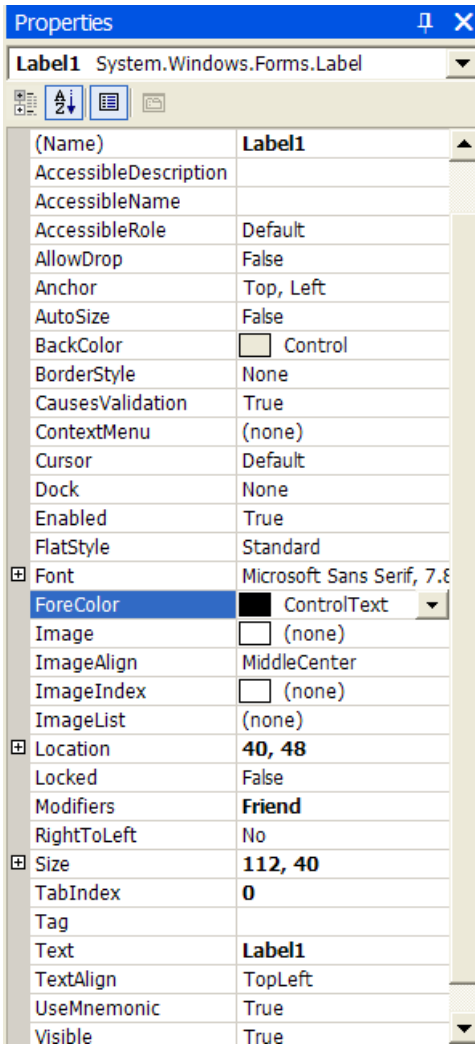 Properties
Label1 System.Windows.Forms.Label
(Name) Label1
AccessibleDescription
AccessibleName
AccessibleRole Default
AllowDrop False
Anchor Top, Left
AutoSize False
BackColor Control
BorderStyle None
CausesValidation True
ContextMenu (none)
Cursor Default
Dock None
Enabled True
FlatStyle Standard
Font Microsoft Sans Serif, 7.8
ForeColor ControlText
Image (none)
ImageAlign MiddleCenter
ImageIndex (none)
ImageList (none)
Location 40, 48
Locked False
Modifiers Friend
RightToLeft No
Size 112, 40
TabIndex 0
Tag
Text Label1
TextAlign TopLeft
UseMnemonic True
Visible True